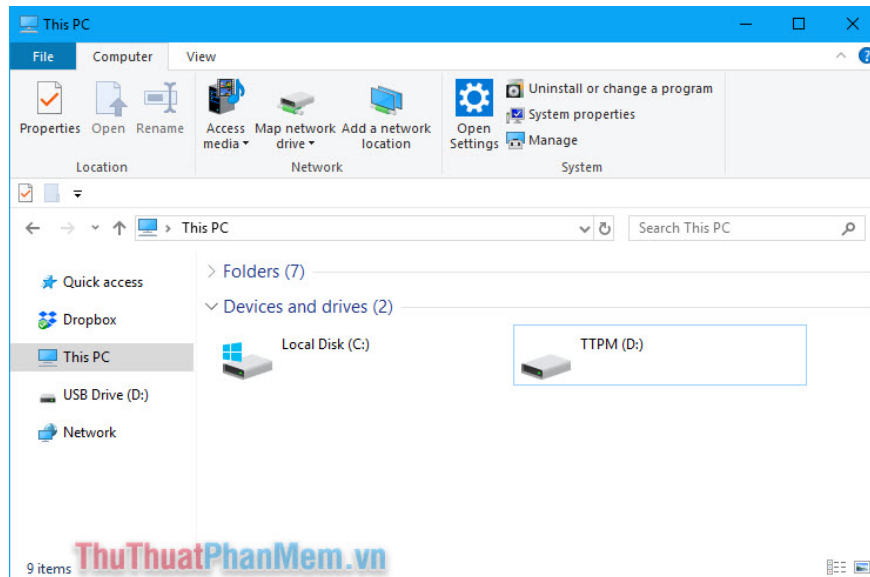 This PC
File Computer View
Properties Open Rename
Access media Map network drive Add a network location
Open Settings
Uninstall or change a program
System properties
Manage
Location Network System
This PC
Search This PC
Quick access
Dropbox
This PC
USB Drive (D:)
Network
Folders (7)
Devices and drives (2)
Local Disk (C:) TTPM (D:)
9 items
ThuThuatPhanMem.vn